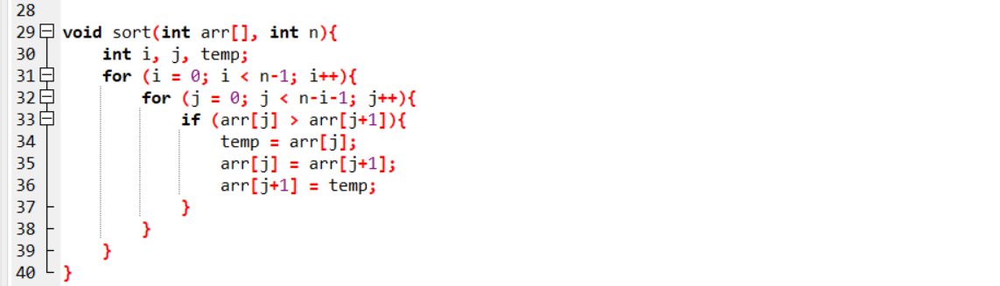 28
29 void sort(int arr[], int n){
30     int i, j, temp;
31     for (i = 0; i < n-1; i++){
32         for (j = 0; j < n-i-1; j++){
33             if (arr[j] > arr[j+1]){
34                 temp = arr[j];
35                 arr[j] = arr[j+1];
36                 arr[j+1] = temp;
37             }
38         }
39     }
40 }